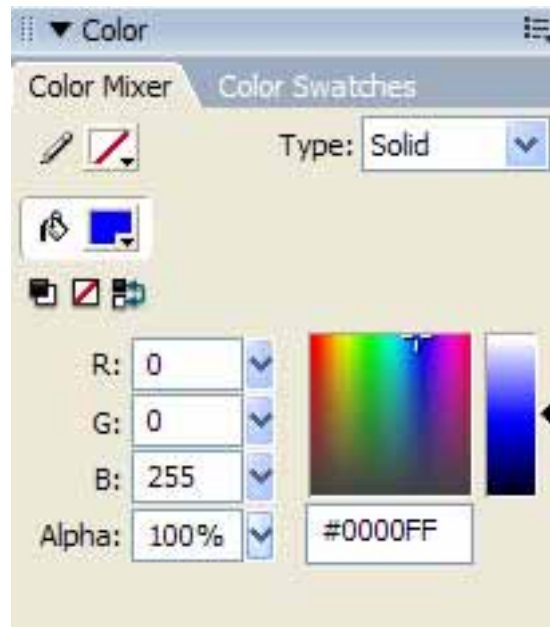 Color
Color Mixer Color Swatches
Type: Solid
R: 0
G: 0
B: 255
Alpha: 100% #0000FF